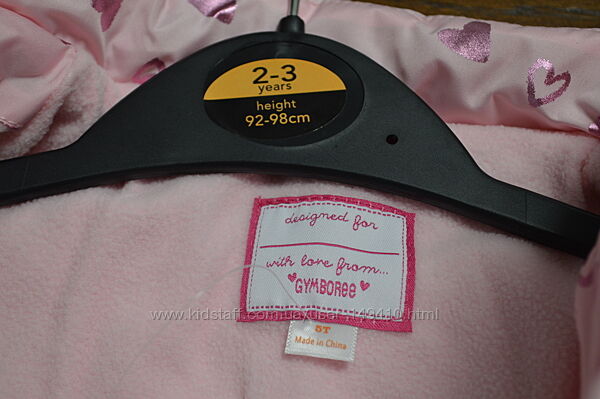 2-3
years
height
92-98cm
designed for
with love from...
GYMBOREE
5T
Made in China